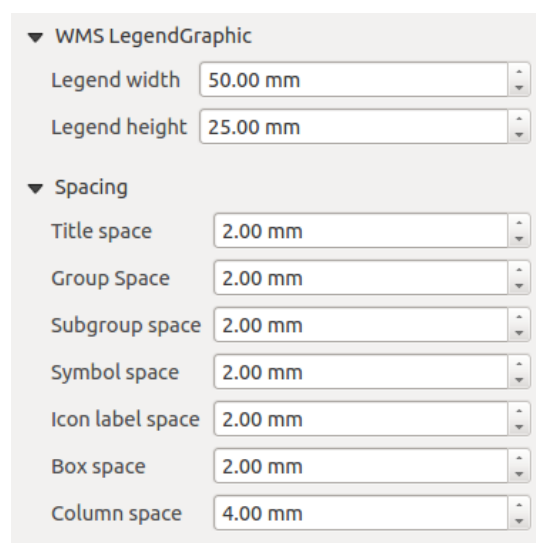 WMS LegendGraphic
Legend width 50.00 mm
Legend height 25.00 mm
Spacing
Title space 2.00 mm
Group Space 2.00 mm
Subgroup space 2.00 mm
Symbol space 2.00 mm
Icon label space 2.00 mm
Box space 2.00 mm
Column space 4.00 mm